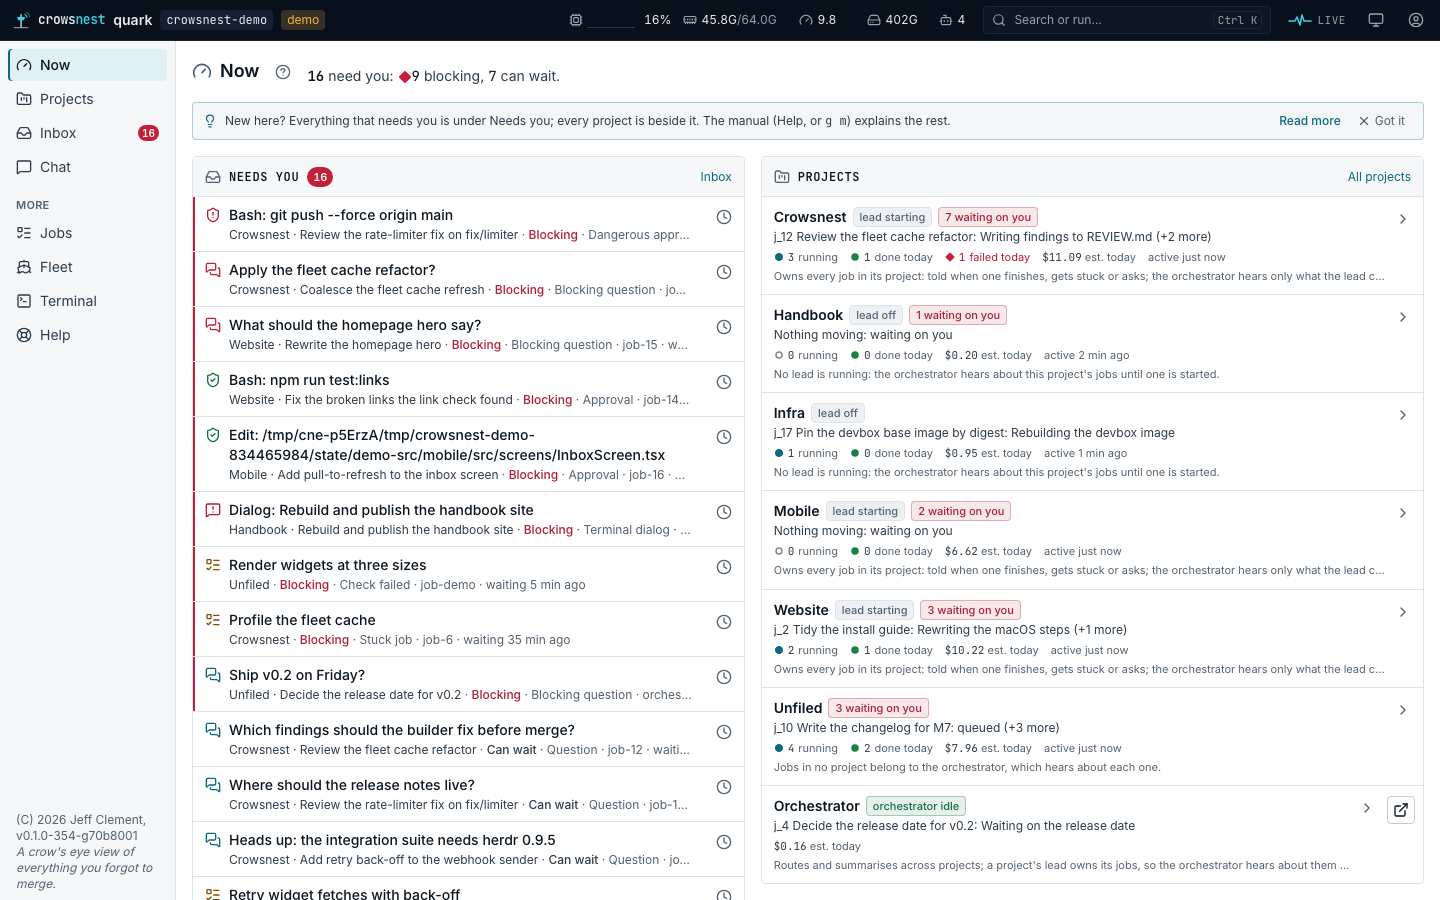 crowsnest quark crowsnest-demo demo 16% 45.8G/64.0G 9.8 402G 4 Search or run... Ctrl K LIVE
Now
Projects
Inbox 16
Chat
MORE
Jobs
Fleet
Terminal
Help
(C) 2026 Jeff Clement,
v0.1.0-354-g70b8001
A crow's eye view of
everything you forgot to
merge.
Now 16 need you: 9 blocking, 7 can wait.
New here? Everything that needs you is under Needs you; every project is beside it. The manual (Help, or g m) explains the rest. Read more Got it
NEEDS YOU 16 Inbox
Bash: git push --force origin main
Crowsnest · Review the rate-limiter fix on fix/limiter · Blocking · Dangerous appr...
Apply the fleet cache refactor?
Crowsnest · Coalesce the fleet cache refresh · Blocking · Blocking question · jo...
What should the homepage hero say?
Website · Rewrite the homepage hero · Blocking · Blocking question · job-15 · w...
Bash: npm run test:links
Website · Fix the broken links the link check found · Blocking · Approval · job-14...
Edit: /tmp/cne-p5ErzA/tmp/crowsnest-demo-
834465984/state/demo-src/mobile/src/screens/InboxScreen.tsx
Mobile · Add pull-to-refresh to the inbox screen · Blocking · Approval · job-16 · ...
Dialog: Rebuild and publish the handbook site
Handbook · Rebuild and publish the handbook site · Blocking · Terminal dialog · ...
Render widgets at three sizes
Unfiled · Blocking · Check failed · job-demo · waiting 5 min ago
Profile the fleet cache
Crowsnest · Blocking · Stuck job · job-6 · waiting 35 min ago
Ship v0.2 on Friday?
Unfiled · Decide the release date for v0.2 · Blocking · Blocking question · orches...
Which findings should the builder fix before merge?
Crowsnest · Review the fleet cache refactor · Can wait · Question · job-12 · waiti...
Where should the release notes live?
Crowsnest · Review the rate-limiter fix on fix/limiter · Can wait · Question · job-1...
Heads up: the integration suite needs herdr 0.9.5
Crowsnest · Add retry back-off to the webhook sender · Can wait · Question · jo...
Retry widget fetches with back-off
PROJECTS All projects
Crowsnest lead starting 7 waiting on you
j_12 Review the fleet cache refactor: Writing findings to REVIEW.md (+2 more)
3 running 1 done today 1 failed today $11.09 est. today active just now
Owns every job in its project: told when one finishes, gets stuck or asks; the orchestrator hears only what the lead c...
Handbook lead off 1 waiting on you
Nothing moving: waiting on you
0 running 0 done today $0.20 est. today active 2 min ago
No lead is running: the orchestrator hears about this project's jobs until one is started.
Infra lead off
j_17 Pin the devbox base image by digest: Rebuilding the devbox image
1 running 0 done today $0.95 est. today active 1 min ago
No lead is running: the orchestrator hears about this project's jobs until one is started.
Mobile lead starting 2 waiting on you
Nothing moving: waiting on you
0 running 0 done today $6.62 est. today active just now
Owns every job in its project: told when one finishes, gets stuck or asks; the orchestrator hears only what the lead c...
Website lead starting 3 waiting on you
j_2 Tidy the install guide: Rewriting the macOS steps (+1 more)
2 running 1 done today $10.22 est. today active just now
Owns every job in its project: told when one finishes, gets stuck or asks; the orchestrator hears only what the lead c...
Unfiled 3 waiting on you
j_10 Write the changelog for M7: queued (+3 more)
4 running 2 done today $7.96 est. today active just now
Jobs in no project belong to the orchestrator, which hears about each one.
Orchestrator orchestrator idle
j_4 Decide the release date for v0.2: Waiting on the release date
$0.16 est. today
Routes and summarises across projects; a project's lead owns its jobs, so the orchestrator hears about them ...